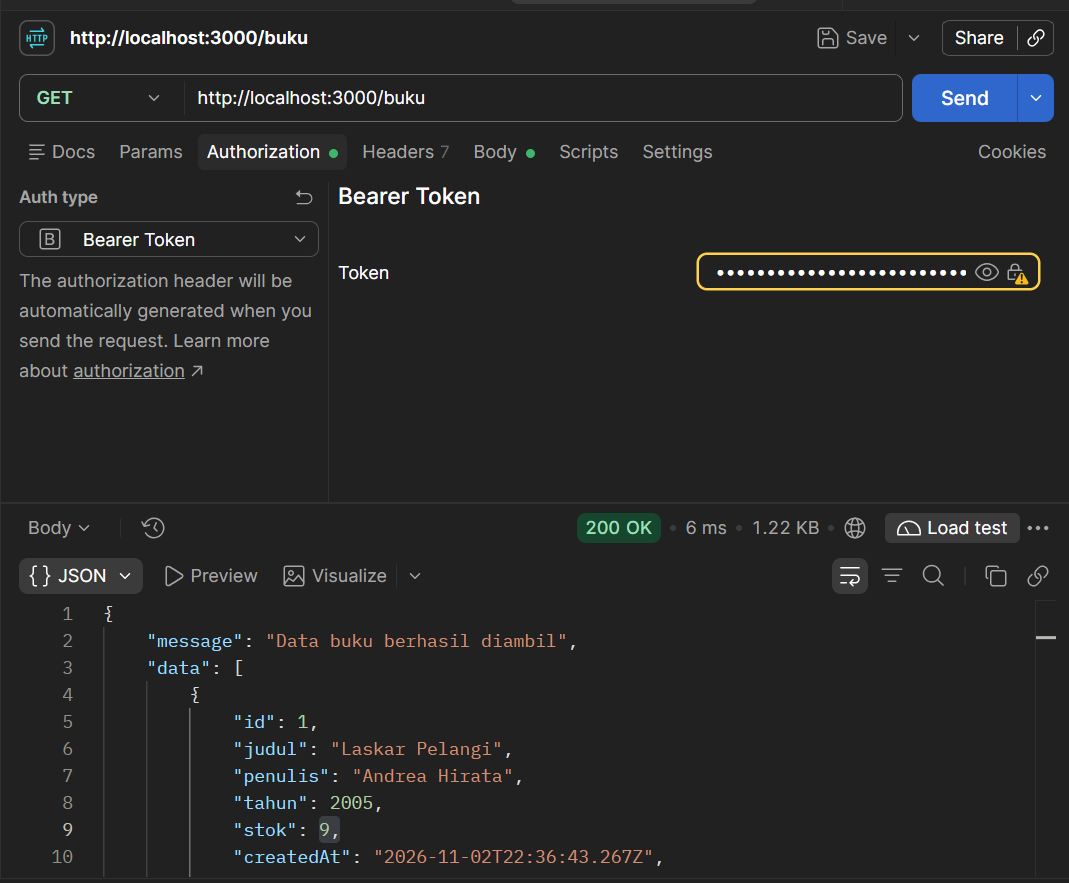 HTTP http://localhost:3000/buku Save Share
GET http://localhost:3000/buku Send
Docs Params Authorization Headers 7 Body Scripts Settings Cookies
Auth type
B Bearer Token
The authorization header will be
automatically generated when you
send the request. Learn more
about authorization ↗
Bearer Token
Token ••••••••••••••••••••••••
Body 200 OK • 6 ms • 1.22 KB • Load test
{} JSON Preview Visualize
1 {
2 "message": "Data buku berhasil diambil",
3 "data": [
4 {
5 "id": 1,
6 "judul": "Laskar Pelangi",
7 "penulis": "Andrea Hirata",
8 "tahun": 2005,
9 "stok": 9,
10 "createdAt": "2026-11-02T22:36:43.267Z",